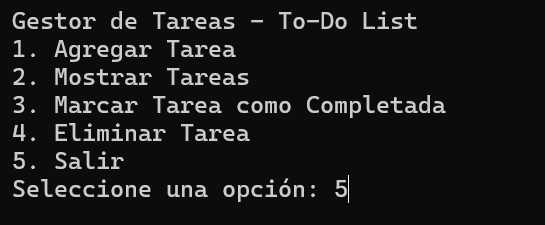 Gestor de Tareas - To-Do List
1. Agregar Tarea
2. Mostrar Tareas
3. Marcar Tarea como Completada
4. Eliminar Tarea
5. Salir
Seleccione una opción: 5